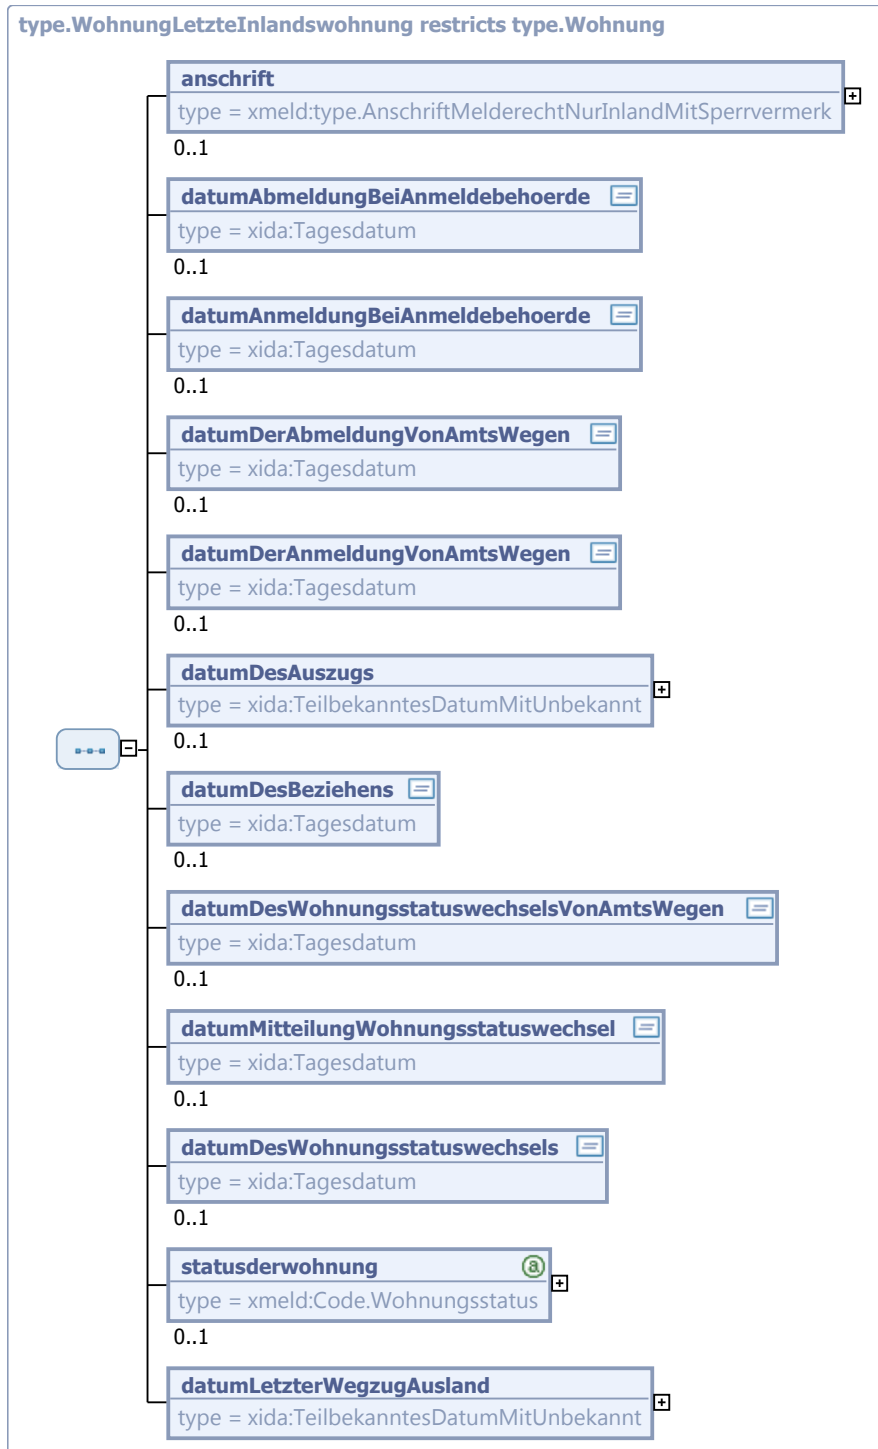 type.WohnungLetzteInlandswohnung restricts type.Wohnung
anschrift
type = xmeld:type.AnschriftMelderechtNurInlandMitSperrvermerk
0..1
datumAbmeldungBeiAnmeldebehoerde
type = xida:Tagesdatum
0..1
datumAnmeldungBeiAnmeldebehoerde
type = xida:Tagesdatum
0..1
datumDerAbmeldungVonAmtsWegen
type = xida:Tagesdatum
0..1
datumDerAnmeldungVonAmtsWegen
type = xida:Tagesdatum
0..1
datumDesAuszugs
type = xida:TeilbekanntesDatumMitUnbekannt
0..1
datumDesBeziehens
type = xida:Tagesdatum
0..1
datumDesWohnungsstatuswechselsVonAmtsWegen
type = xida:Tagesdatum
0..1
datumMitteilungWohnungsstatuswechsel
type = xida:Tagesdatum
0..1
datumDesWohnungsstatuswechsels
type = xida:Tagesdatum
0..1
statusderwohnung a
type = xmeld:Code.Wohnungsstatus
0..1
datumLetzterWegzugAusland
type = xida:TeilbekanntesDatumMitUnbekannt